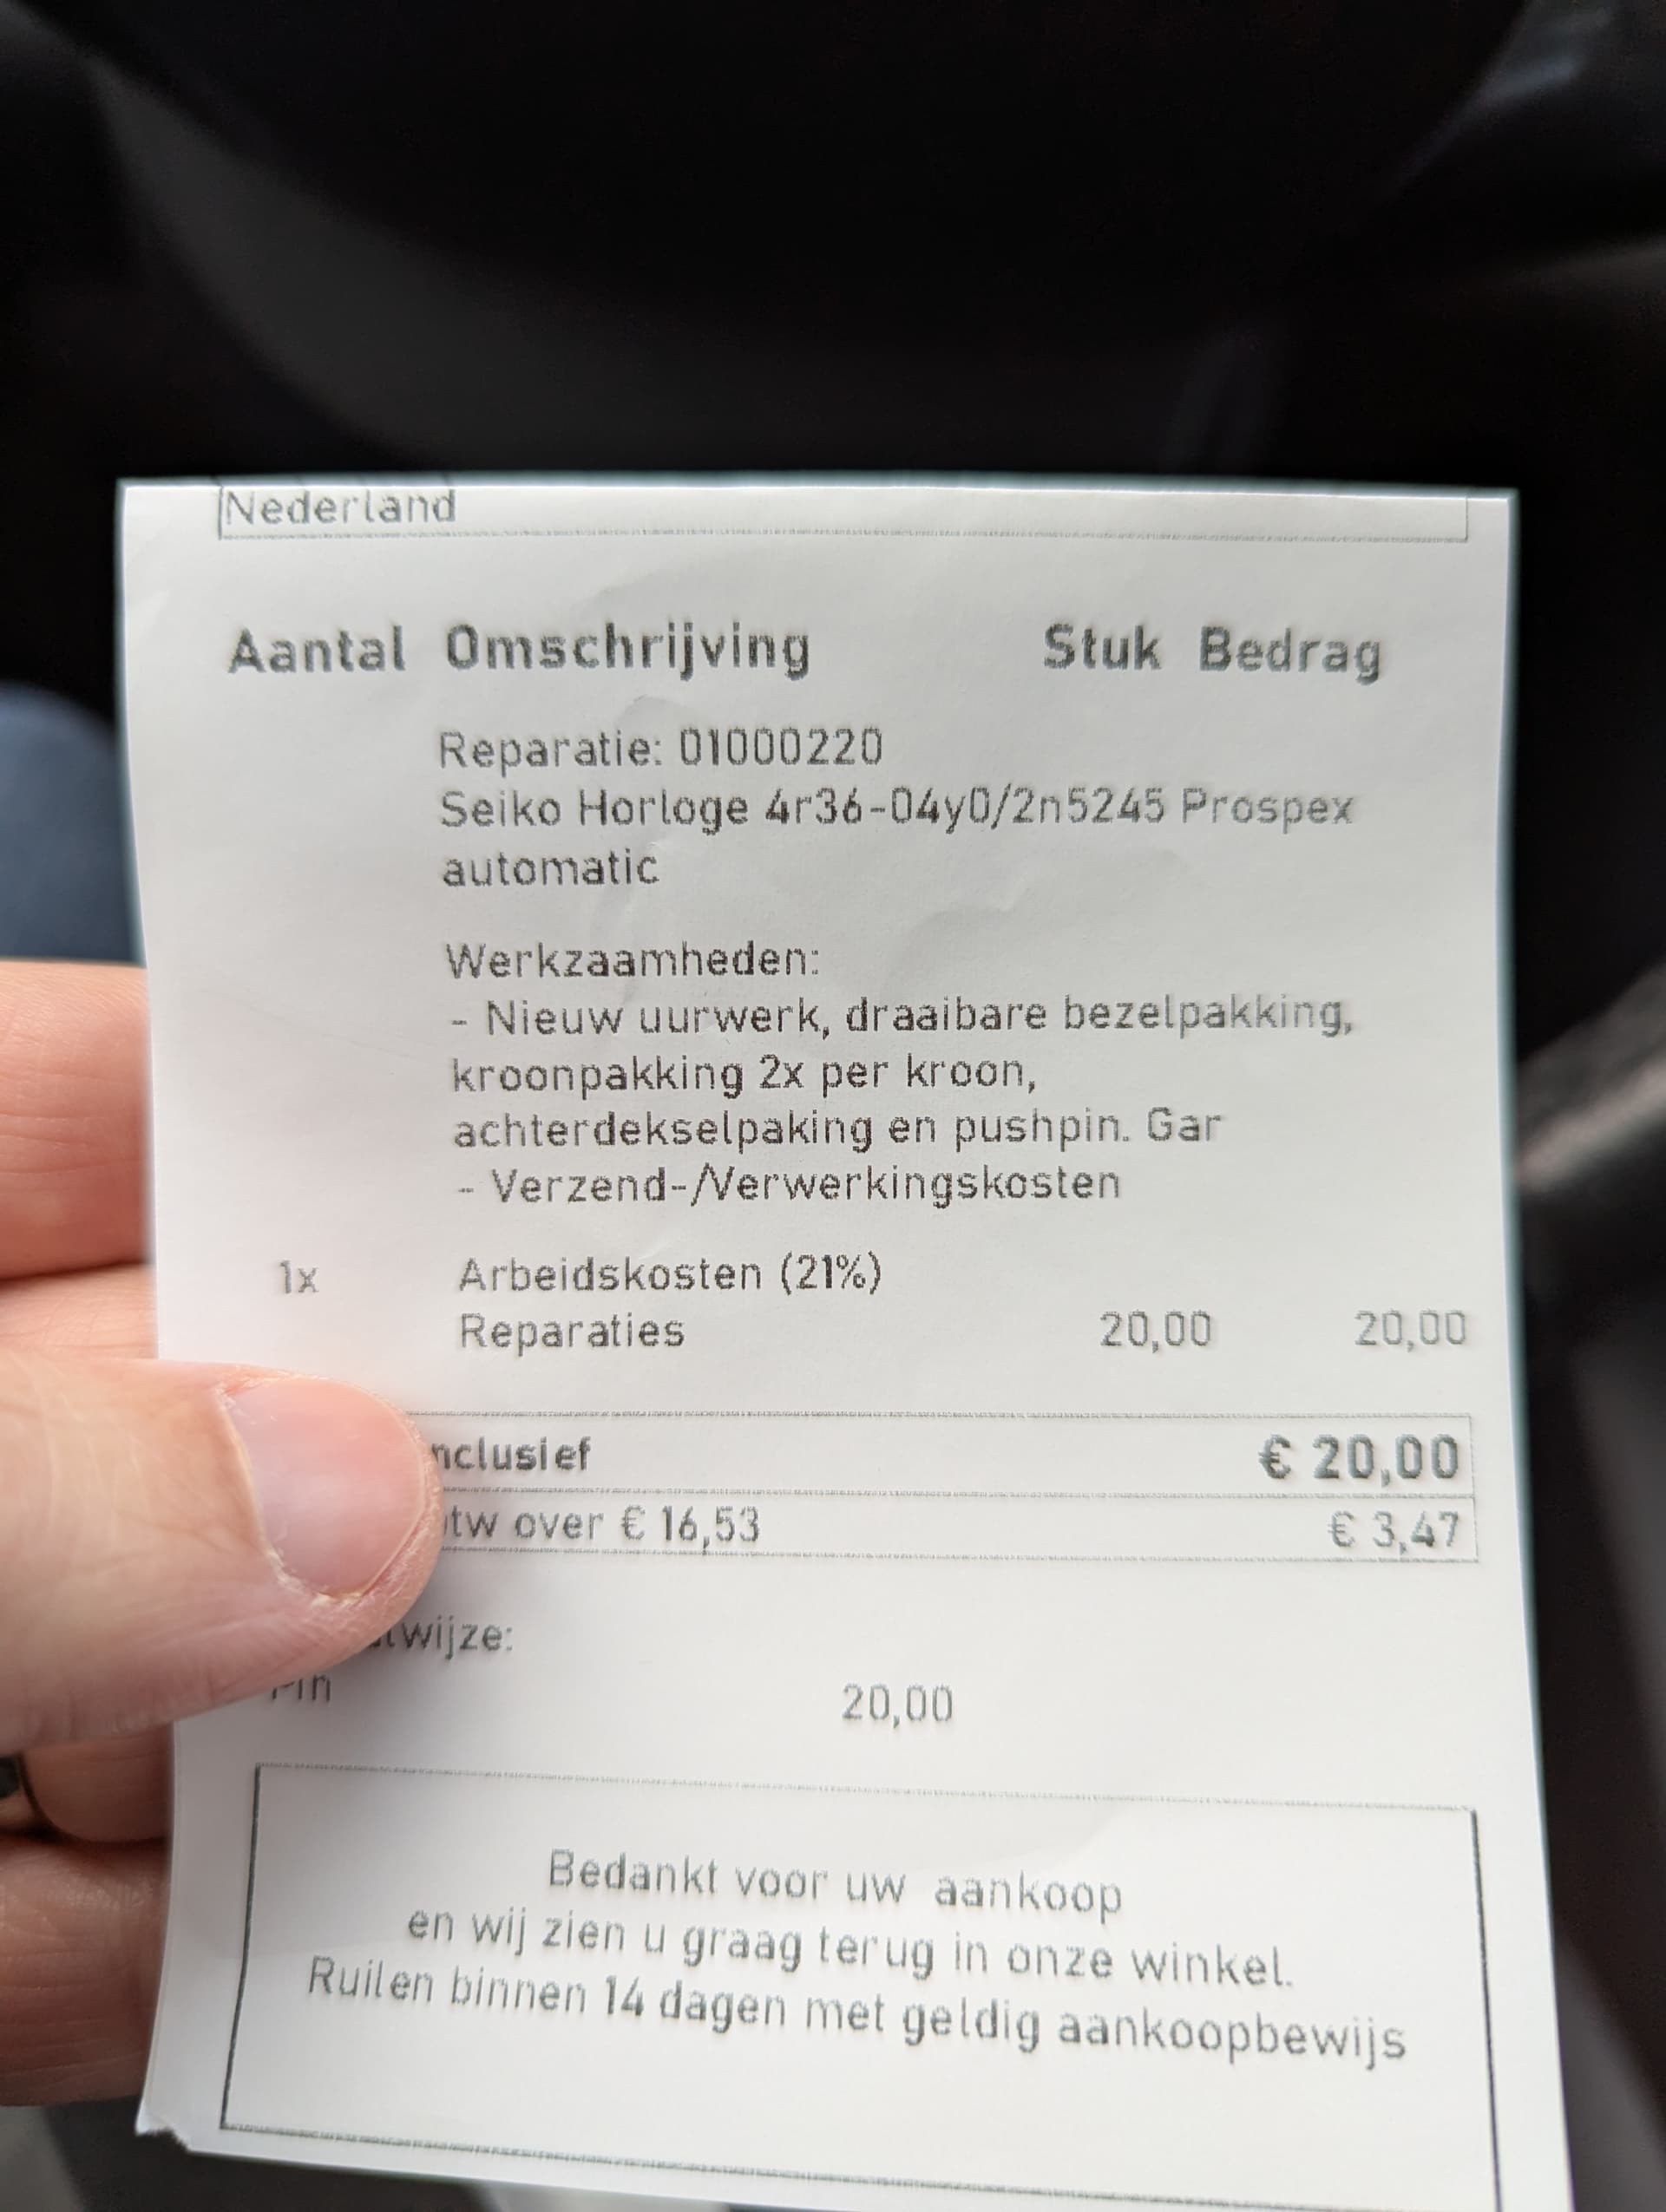 Nederland
Aantal Omschrijving Stuk Bedrag
Reparatie: 01000220
Seiko Horloge 4r36-04y0/2n5245 Prospex
automatic
Werkzaamheden:
- Nieuw uurwerk, draaibare bezelpakking,
kroonpakking 2x per kroon,
achterdekselpaking en pushpin. Gar
- Verzend-/Verwerkingskosten
1x Arbeidskosten (21%)
Reparaties 20,00 20,00
nclusief € 20,00
tw over € 16,53 € 3,47
wijze:
Pin 20,00
Bedankt voor uw aankoop
en wij zien u graag terug in onze winkel.
Ruilen binnen 14 dagen met geldig aankoopbewijs